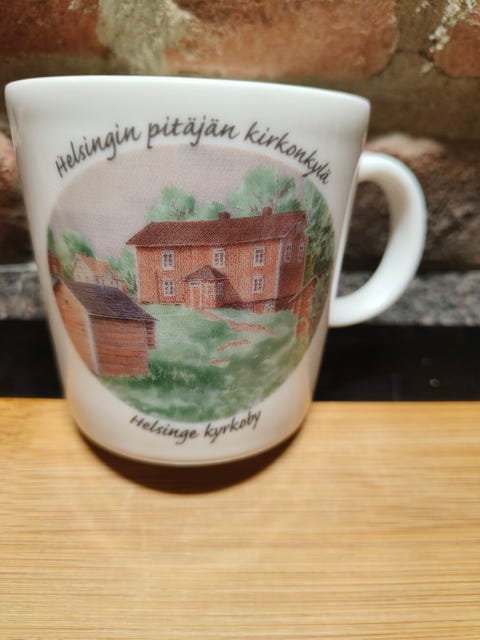 Helsingin pitäjän kirkonkylä
Helsinge kyrkoby